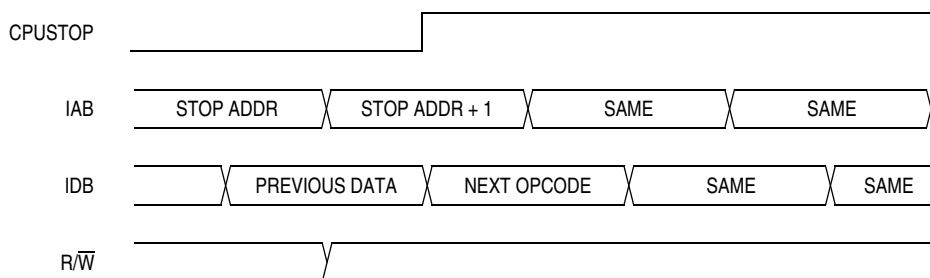 CPUSTOP
IAB STOP ADDR STOP ADDR + 1 SAME SAME
IDB PREVIOUS DATA NEXT OPCODE SAME SAME
R/W̅